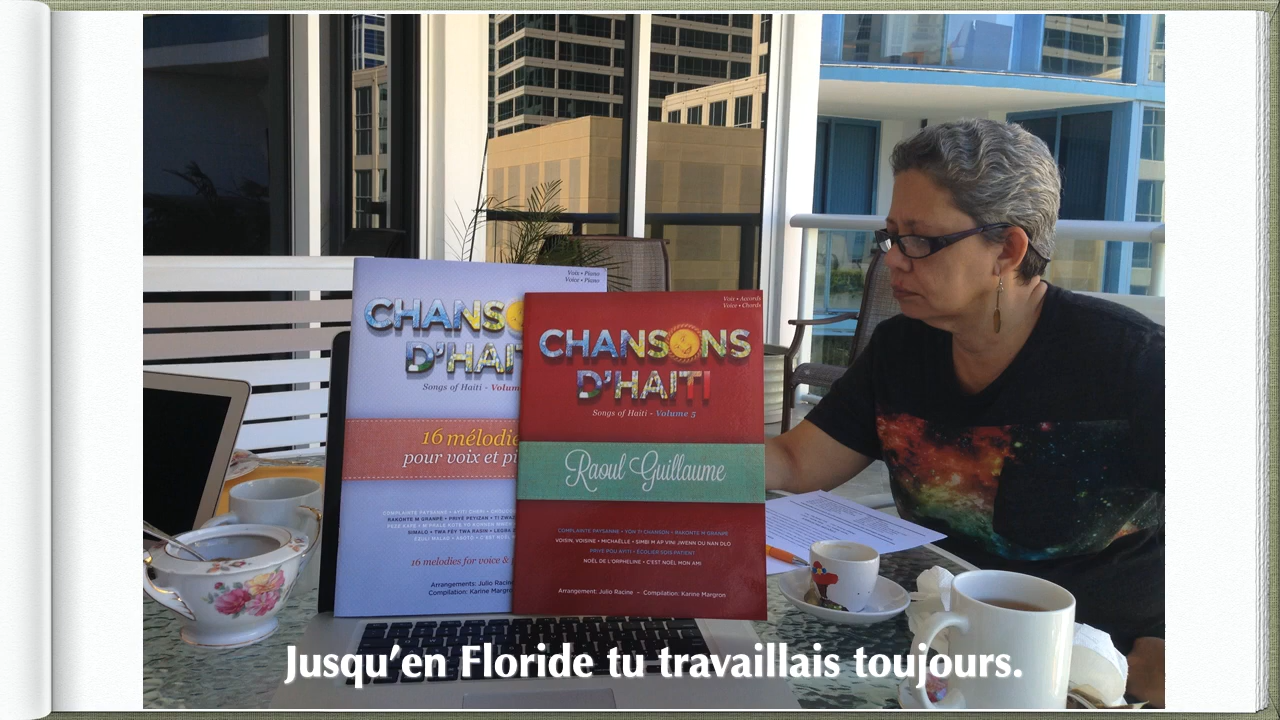 Voix • Piano
Voice • Piano
CHANSO
D'HAIT
Songs of Haiti - Volum
16 mélodie
pour voix et pi
16 melodies for voice &
Arrangements: Julio Racine
Compilation: Karine Margron
Voix • Accords
Voice • Chords
CHANSONS
D'HAITI
Songs of Haiti - Volume 5
Raoul Guillaume
COMPLAINTE PAYSANNE • YON TI CHANSON • RAKONTE M GRANPE
VOISIN, VOISINE • MICHAËLLE • SIMBI M AP VINI JWENN OU NAN DLO
PRIYE POU AYITI • ÉCOLIER SOIS PATIENT
NOËL DE L'ORPHELINE • C'EST NOËL MON AMI
Arrangement: Julio Racine – Compilation: Karine Margron
Jusqu'en Floride tu travaillais toujours.